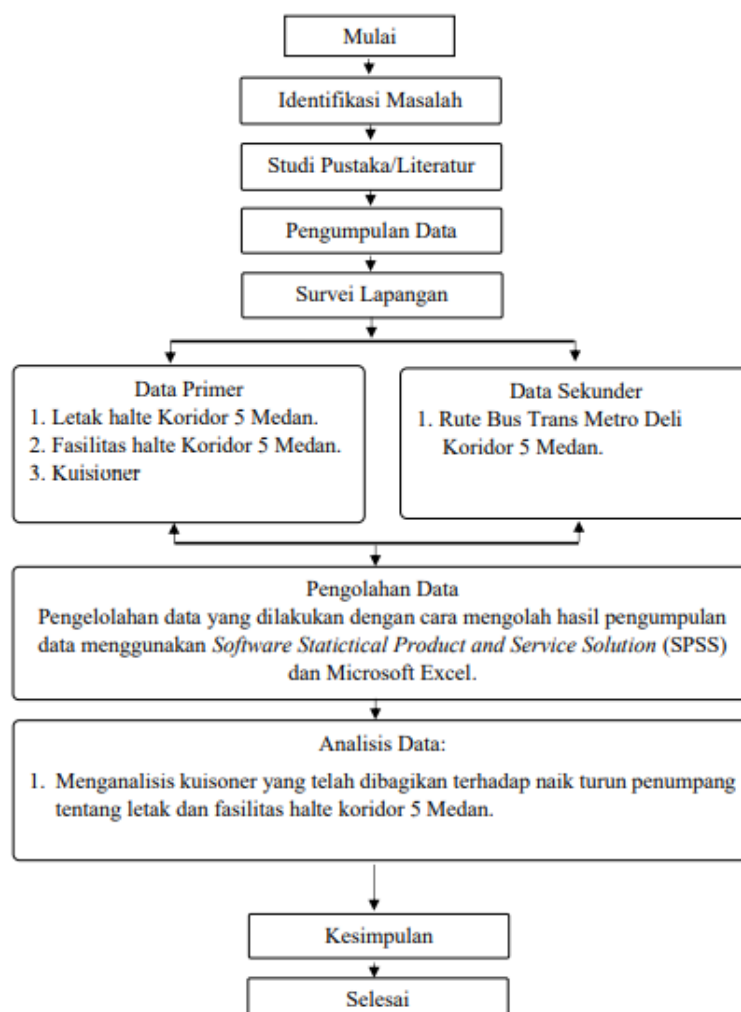 Mulai
Identifikasi Masalah
Studi Pustaka/Literatur
Pengumpulan Data
Survei Lapangan
Data Primer
1. Letak halte Koridor 5 Medan.
2. Fasilitas halte Koridor 5 Medan.
3. Kuisioner
Data Sekunder
1. Rute Bus Trans Metro Deli
Koridor 5 Medan.
Pengolahan Data
Pengelolahan data yang dilakukan dengan cara mengolah hasil pengumpulan
data menggunakan Software Statictical Product and Service Solution (SPSS)
dan Microsoft Excel.
Analisis Data:
1. Menganalisis kuisoner yang telah dibagikan terhadap naik turun penumpang
tentang letak dan fasilitas halte koridor 5 Medan.
Kesimpulan
Selesai